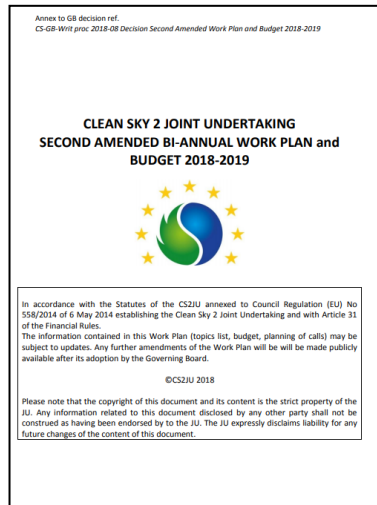 Annex to GB decision ref.
CS-GB-Writ proc 2018-08 Decision Second Amended Work Plan and Budget 2018-2019
CLEAN SKY 2 JOINT UNDERTAKING
SECOND AMENDED BI-ANNUAL WORK PLAN and
BUDGET 2018-2019
In accordance with the Statutes of the CS2JU annexed to Council Regulation (EU) No
558/2014 of 6 May 2014 establishing the Clean Sky 2 Joint Undertaking and with Article 31
of the Financial Rules.
The information contained in this Work Plan (topics list, budget, planning of calls) may be
subject to updates. Any further amendments of the Work Plan will be will be made publicly
available after its adoption by the Governing Board.
©CS2JU 2018
Please note that the copyright of this document and its content is the strict property of the
JU. Any information related to this document disclosed by any other party shall not be
construed as having been endorsed by to the JU. The JU expressly disclaims liability for any
future changes of the content of this document.